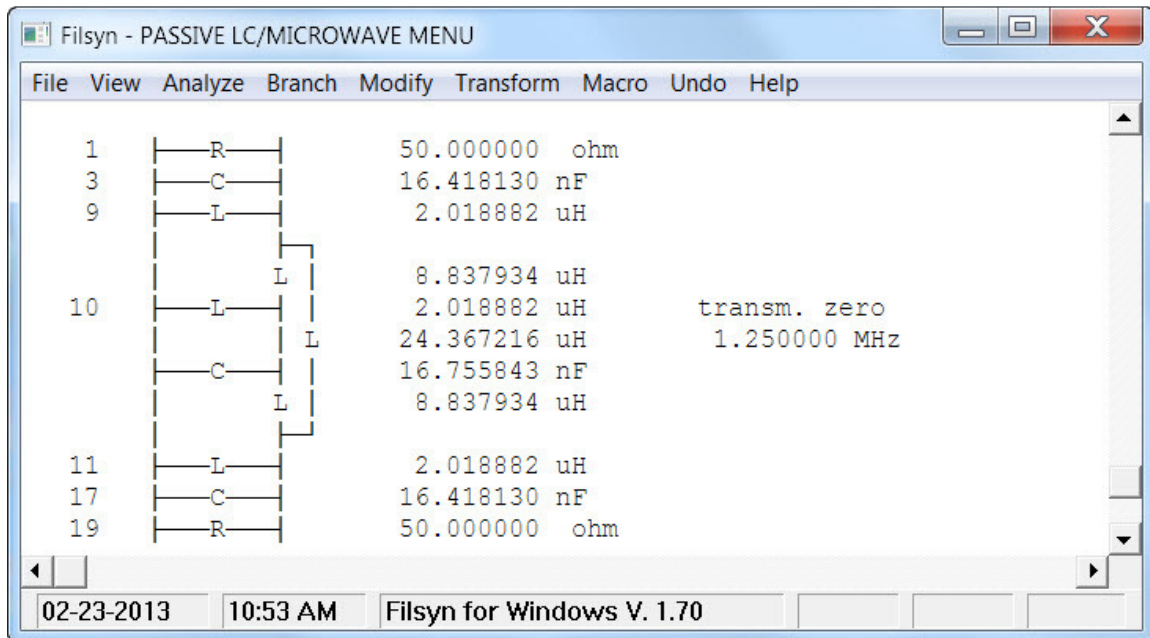 Filsyn - PASSIVE LC/MICROWAVE MENU
File View Analyze Branch Modify Transform Macro Undo Help
1 R 50.000000 ohm
3 C 16.418130 nF
9 L 2.018882 uH
L 8.837934 uH
10 L 2.018882 uH transm. zero
L 24.367216 uH 1.250000 MHz
C 16.755843 nF
L 8.837934 uH
11 L 2.018882 uH
17 C 16.418130 nF
19 R 50.000000 ohm
02-23-2013 10:53 AM Filsyn for Windows V. 1.70